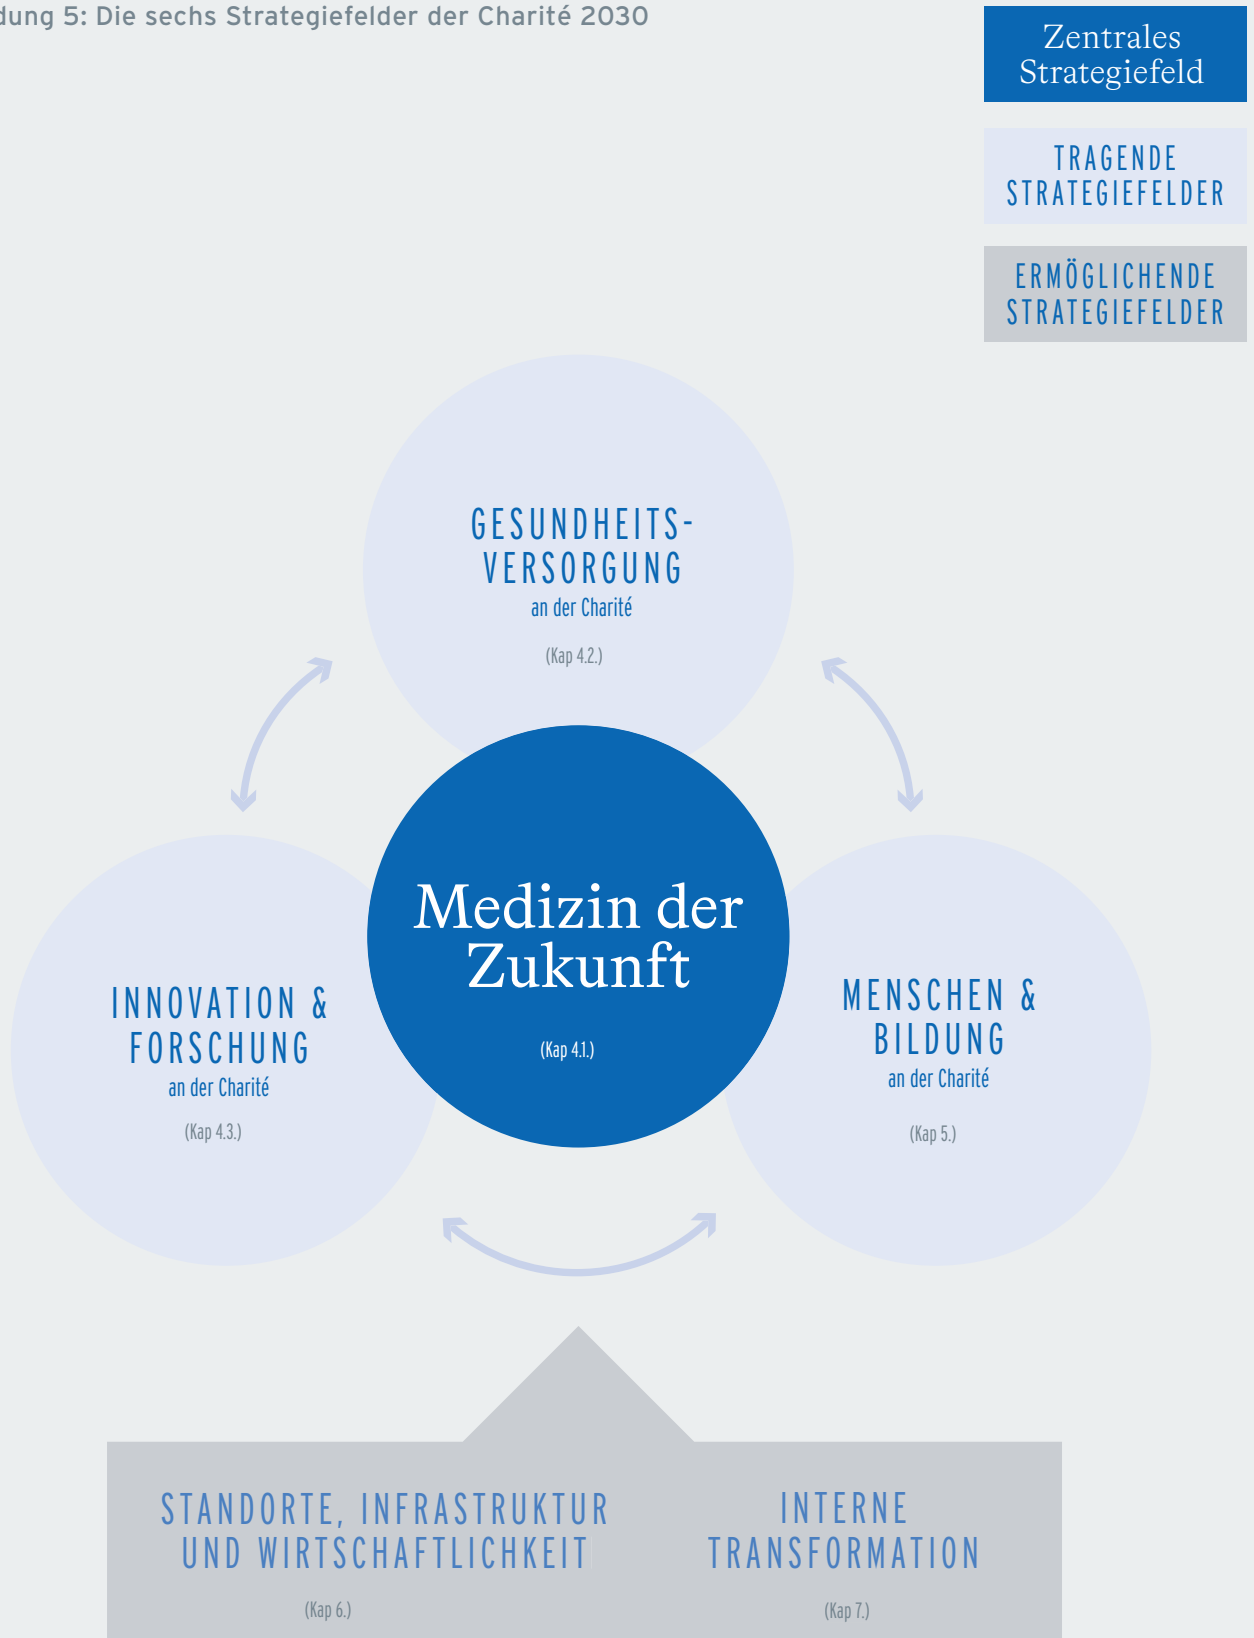 dung 5: Die sechs Strategiefelder der Charité 2030
Zentrales
Strategiefeld
TRAGENDE
STRATEGIEFELDER
ERMÖGLICHENDE
STRATEGIEFELDER
GESUNDHEITS-
VERSORGUNG
an der Charité
(Kap 4.2.)
Medizin der
Zukunft
(Kap 4.1.)
INNOVATION &
FORSCHUNG
an der Charité
(Kap 4.3.)
MENSCHEN &
BILDUNG
an der Charité
(Kap 5.)
STANDORTE, INFRASTRUKTUR
UND WIRTSCHAFTLICHKEIT
(Kap 6.)
INTERNE
TRANSFORMATION
(Kap 7.)